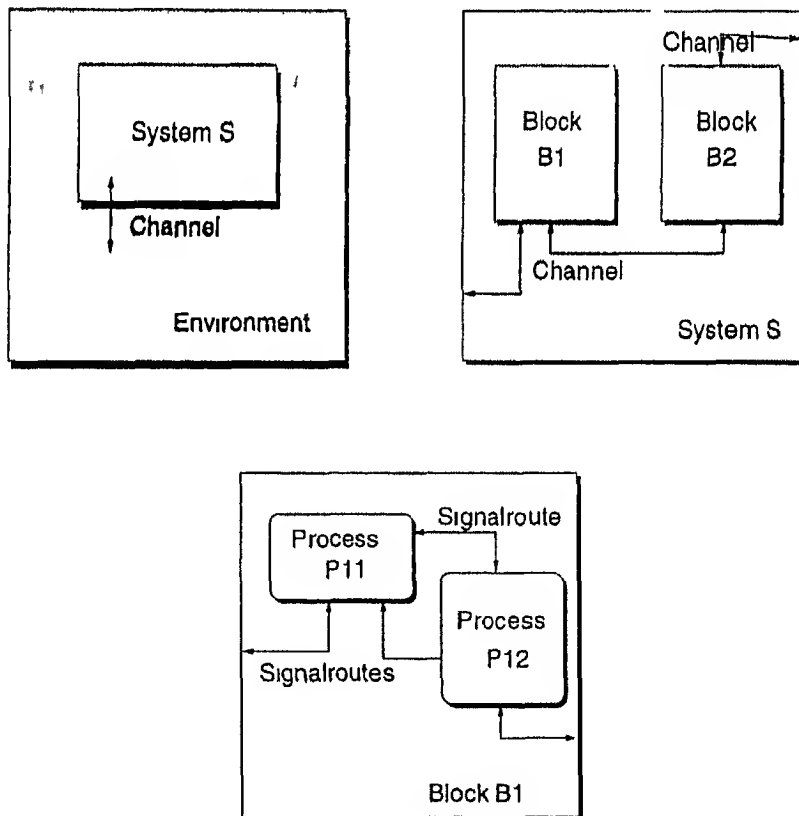 System S
Channel
Environment
Channel
Block
B1
Block
B2
Channel
System S
Signalroute
Process
P11
Process
P12
Signalroutes
Block B1